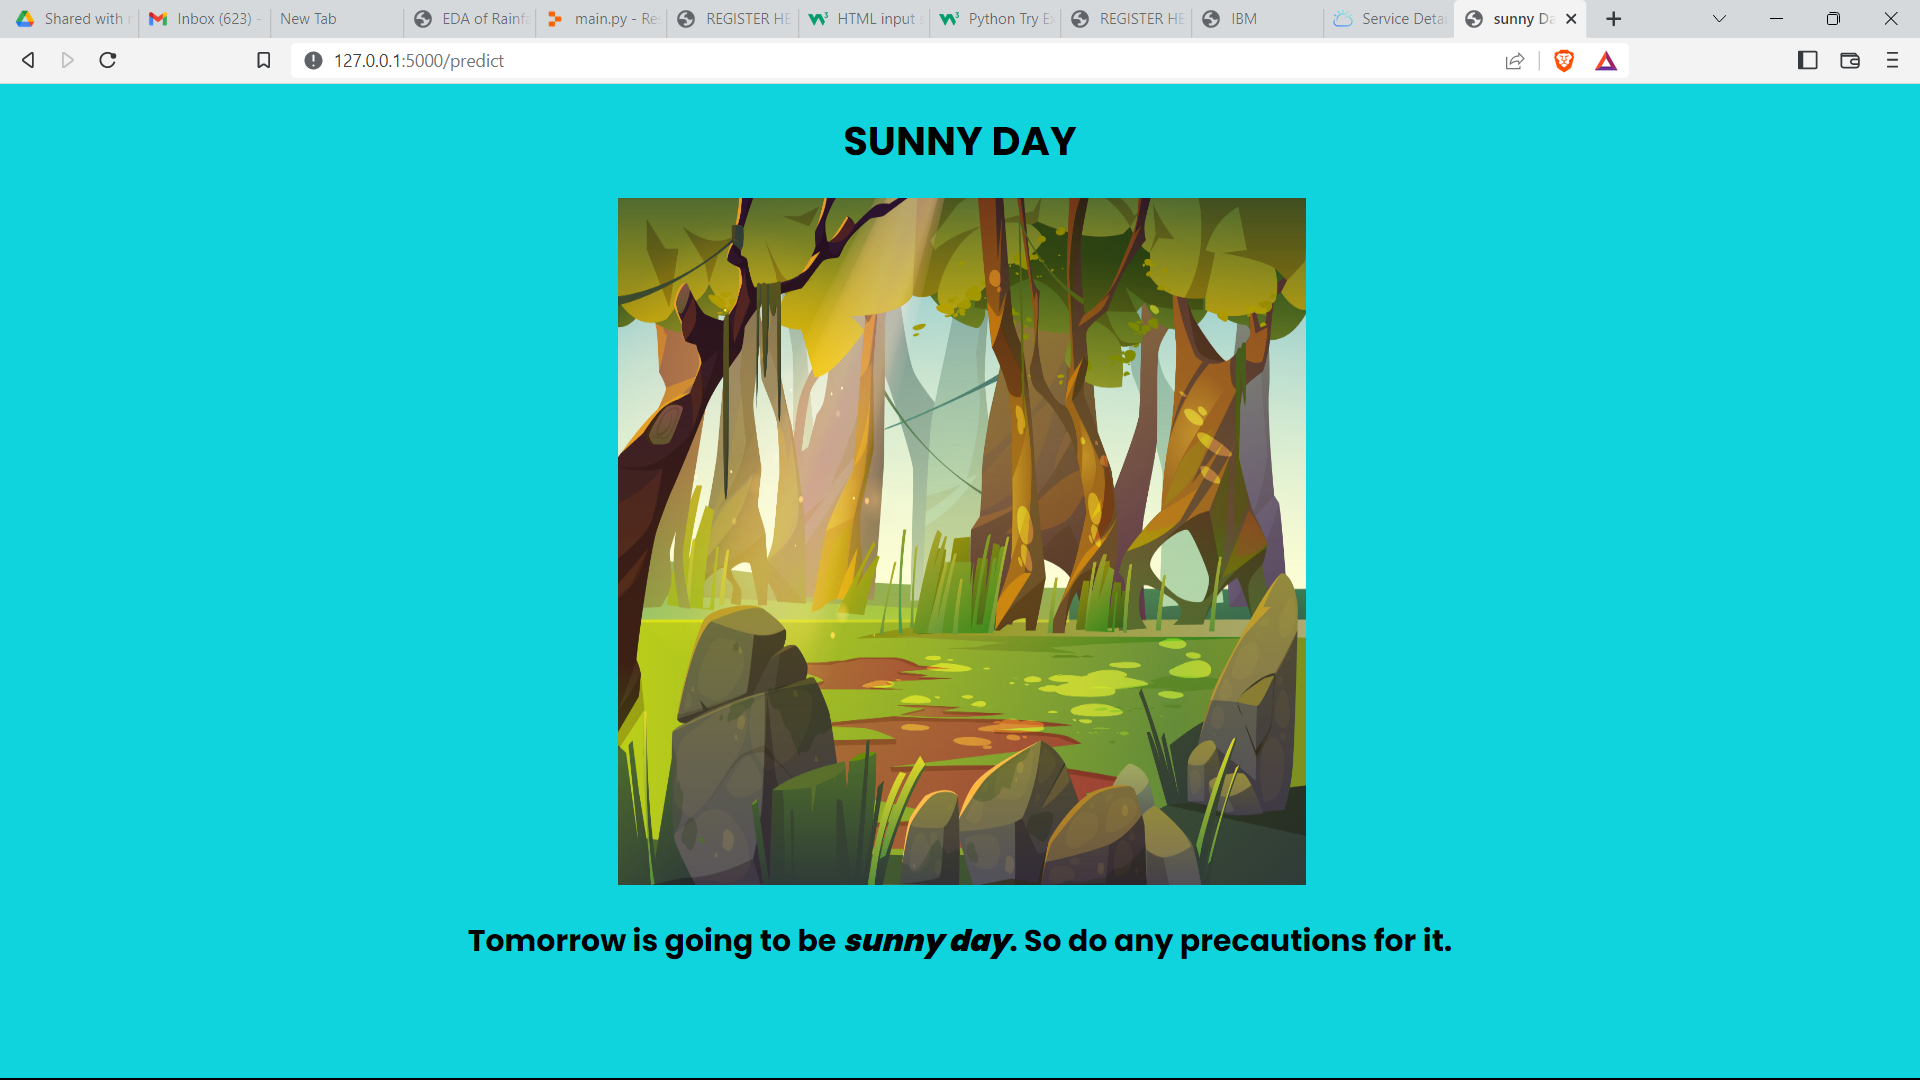 Shared with
Inbox (623) -
New Tab
EDA of Rainfa
main.py - Re
REGISTER HE
HTML input
Python Try E
REGISTER HE
IBM
Service Detai
sunny Da
127.0.0.1:5000/predict
SUNNY DAY
Tomorrow is going to be sunny day. So do any precautions for it.